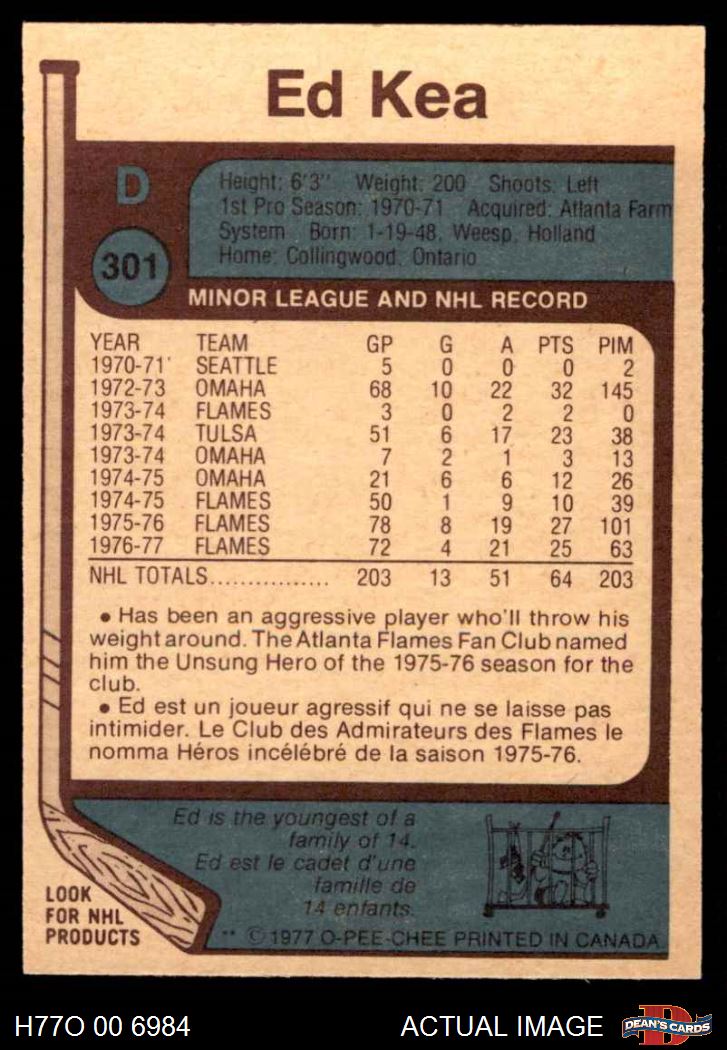 Ed Kea
D
Height: 6'3" Weight: 200 Shoots: Left
1st Pro Season: 1970-71 Acquired: Atlanta Farm
System Born: 1-19-48, Weesp, Holland
Home: Collingwood, Ontario
301
MINOR LEAGUE AND NHL RECORD
YEAR TEAM GP G A PTS PIM
1970-71 SEATTLE 5 0 0 0 2
1972-73 OMAHA 68 10 22 32 145
1973-74 FLAMES 3 0 2 2 0
1973-74 TULSA 51 6 17 23 38
1973-74 OMAHA 7 2 1 3 13
1974-75 OMAHA 21 6 6 12 26
1974-75 FLAMES 50 1 9 10 39
1975-76 FLAMES 78 8 19 27 101
1976-77 FLAMES 72 4 21 25 63
NHL TOTALS................ 203 13 51 64 203
• Has been an aggressive player who'll throw his
weight around. The Atlanta Flames Fan Club named
him the Unsung Hero of the 1975-76 season for the
club.
• Ed est un joueur agressif qui ne se laisse pas
intimider. Le Club des Admirateurs des Flames le
nomma Héros incélébré de la saison 1975-76.
Ed is the youngest of a
family of 14.
Ed est le cadet d'une
famille de
14 enfants.
LOOK
FOR NHL
PRODUCTS
** © 1977 O-PEE-CHEE PRINTED IN CANADA
H77O 00 6984 ACTUAL IMAGE
D
DEAN'S CARDS